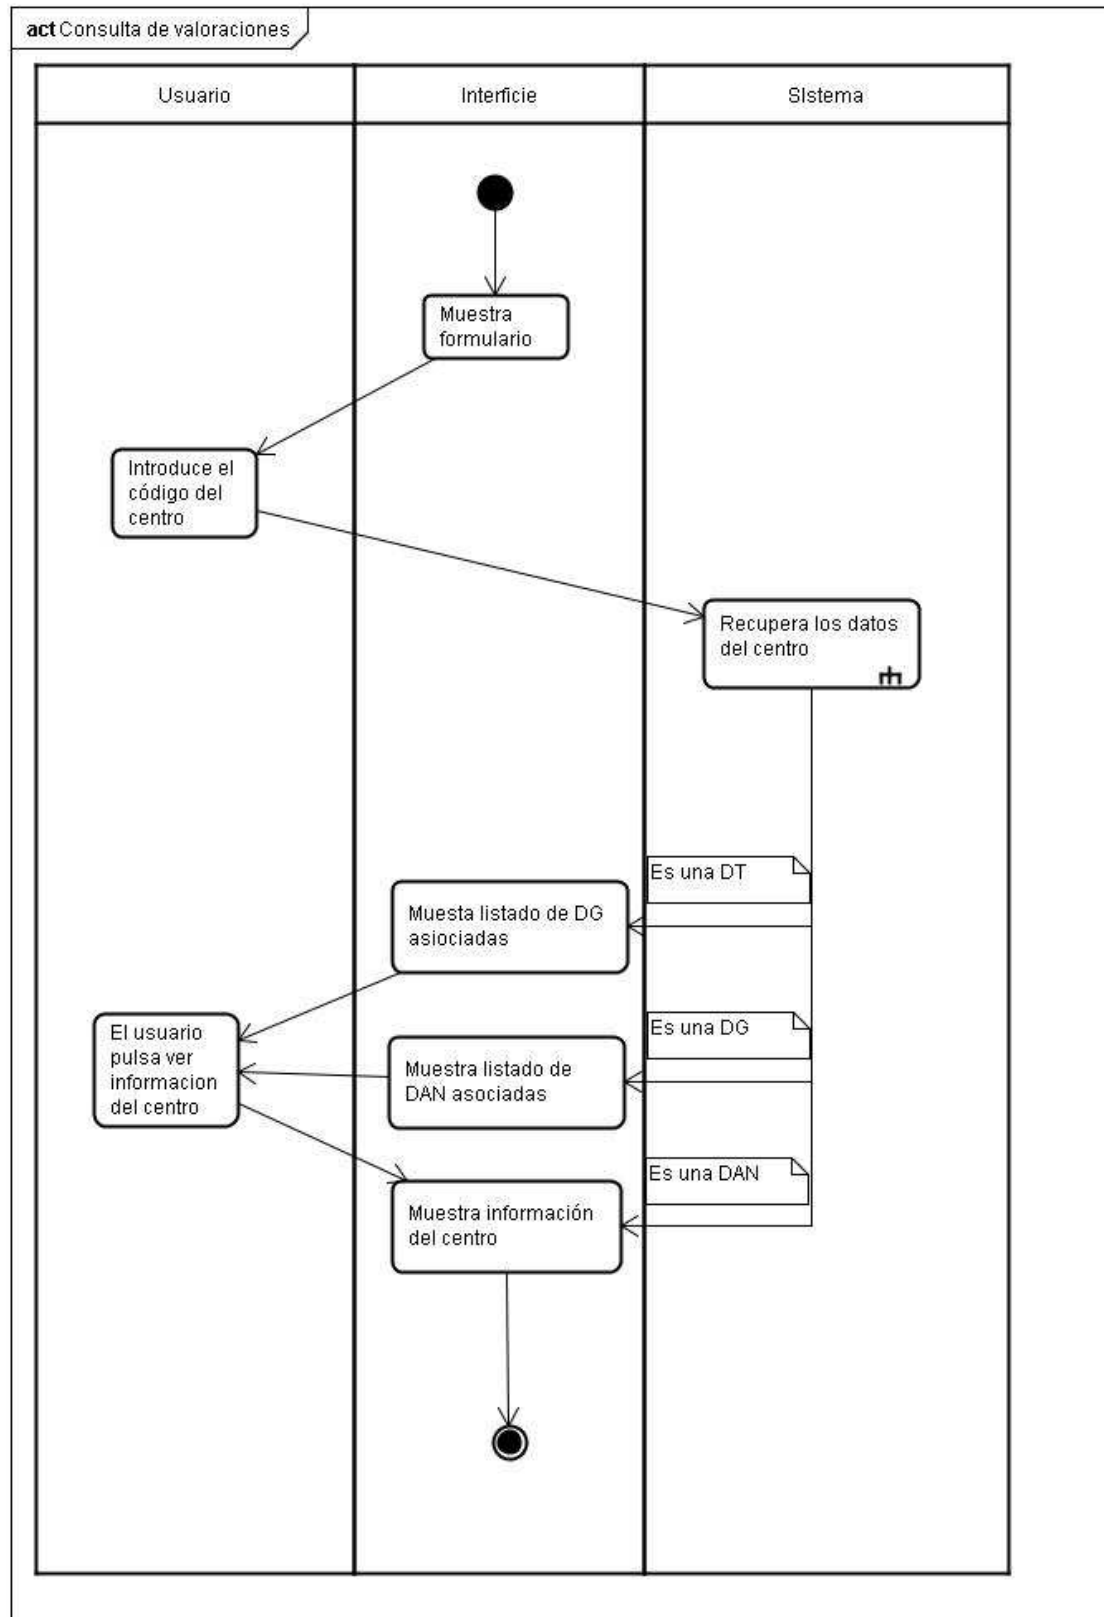 act Consulta de valoraciones
Usuario
Interficie
SIstema
Muestra
formulario
Introduce el
código del
centro
Recupera los datos
del centro
Es una DT
Muesta listado de DG
asiociadas
Es una DG
El usuario
pulsa ver
informacion
del centro
Muestra listado de
DAN asociadas
Es una DAN
Muestra información
del centro